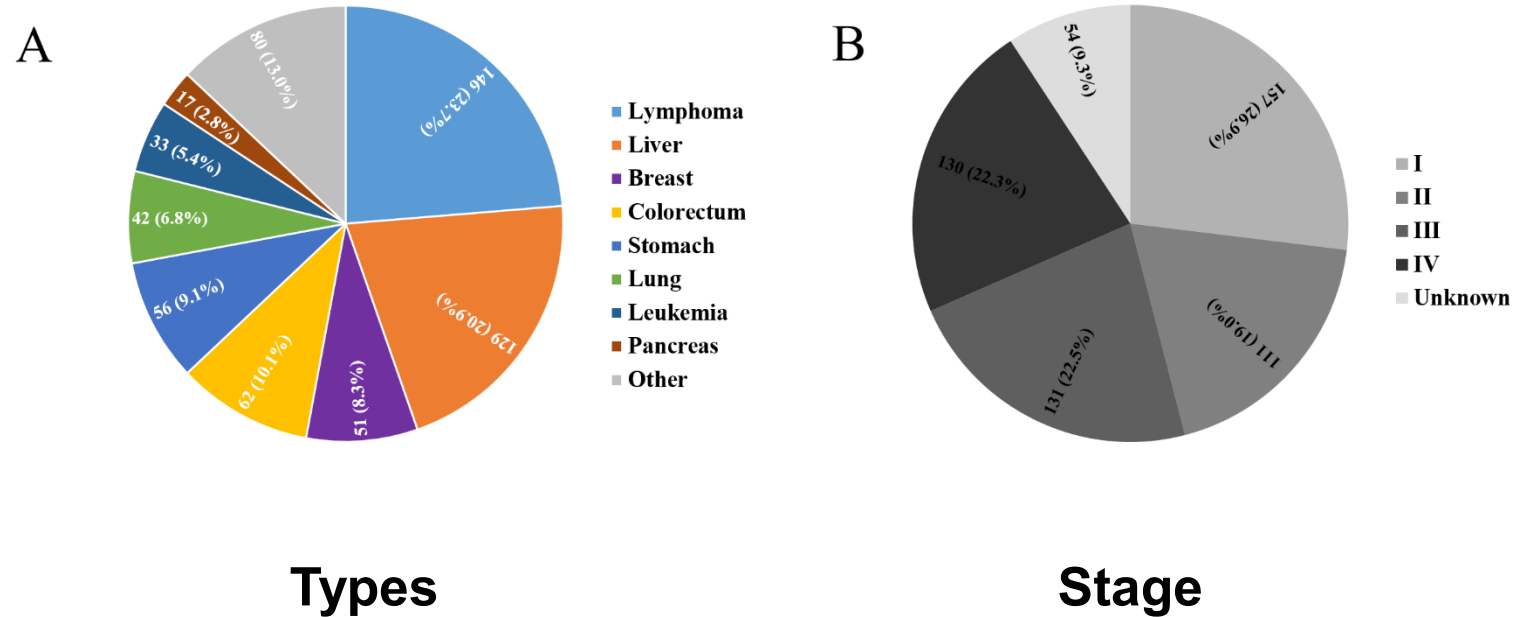 A
146 (23.7%)
129 (20.9%)
51 (8.3%)
62 (10.1%)
56 (9.1%)
42 (6.8%)
33 (5.4%)
17 (2.8%)
80 (13.0%)
Lymphoma
Liver
Breast
Colorectum
Stomach
Lung
Leukemia
Pancreas
Other
Types
B
157 (26.9%)
111 (19.0%)
131 (22.5%)
130 (22.3%)
54 (9.3%)
I
II
III
IV
Unknown
Stage